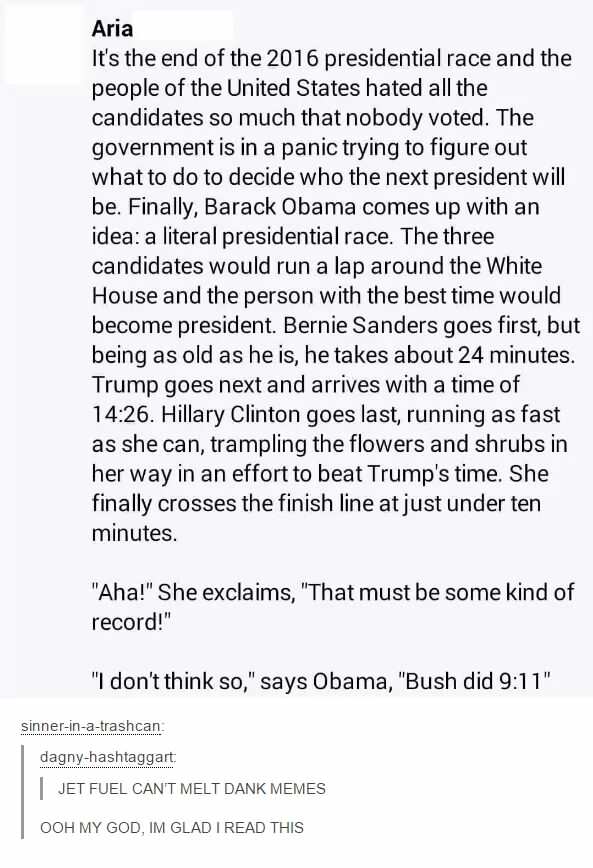 Aria
It's the end of the 2016 presidential race and the
people of the United States hated all the
candidates so much that nobody voted. The
government is in a panic trying to figure out
what to do to decide who the next president will
be. Finally, Barack Obama comes up with an
idea: a literal presidential race. The three
candidates would run a lap around the White
House and the person with the best time would
become president. Bernie Sanders goes first, but
being as old as he is, he takes about 24 minutes.
Trump goes next and arrives with a time of
14:26. Hillary Clinton goes last, running as fast
as she can, trampling the flowers and shrubs in
her way in an effort to beat Trump's time. She
finally crosses the finish line at just under ten
minutes.
"Aha!" She exclaims, "That must be some kind of
record!"
"I don't think so," says Obama, "Bush did 9:11"
sinner-in-a-trashcan:
dagny-hashtaggart:
JET FUEL CAN'T MELT DANK MEMES
OOH MY GOD, IM GLAD I READ THIS